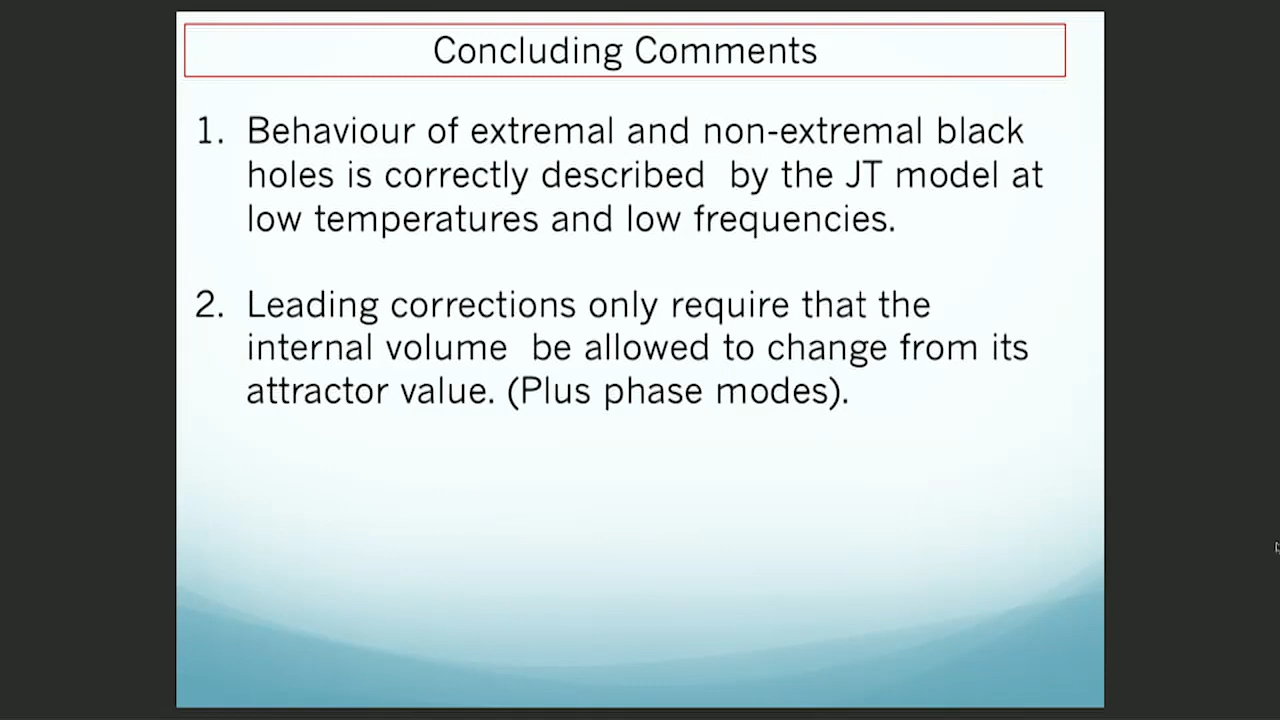 Concluding Comments
1. Behaviour of extremal and non-extremal black
holes is correctly described by the JT model at
low temperatures and low frequencies.
2. Leading corrections only require that the
internal volume be allowed to change from its
attractor value. (Plus phase modes).